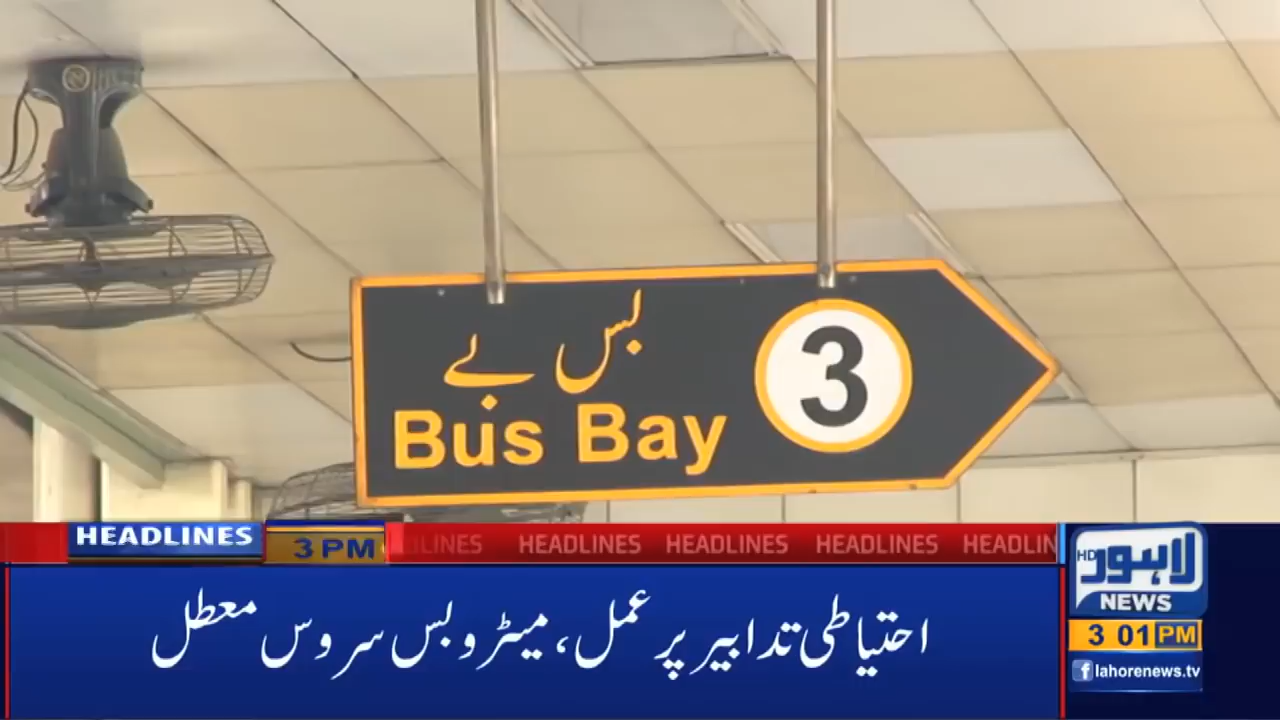 بس بے
Bus Bay
3
HEADLINES
3 PM
HEADLINES HEADLINES HEADLINES
احتیاطی تدابیر پر عمل، میٹرو بس سروس معطل
لاہور HD
NEWS
3 01 PM
lahorenews.tv